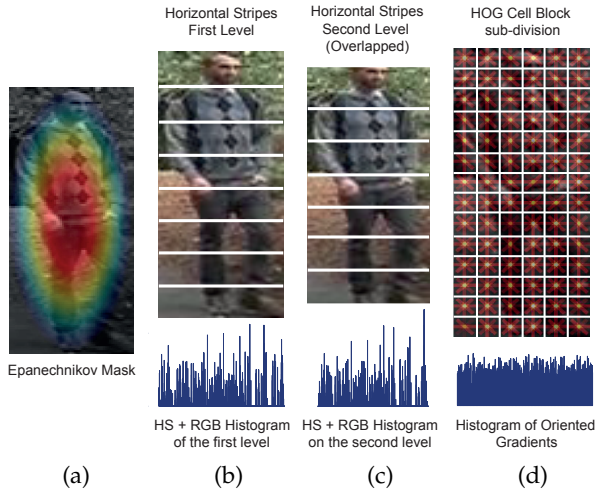 Horizontal Stripes
First Level
Horizontal Stripes
Second Level
(Overlapped)
HOG Cell Block
sub-division
Epanechnikov Mask
HS + RGB Histogram
of the first level
HS + RGB Histogram
on the second level
Histogram of Oriented
Gradients
(a)
(b)
(c)
(d)